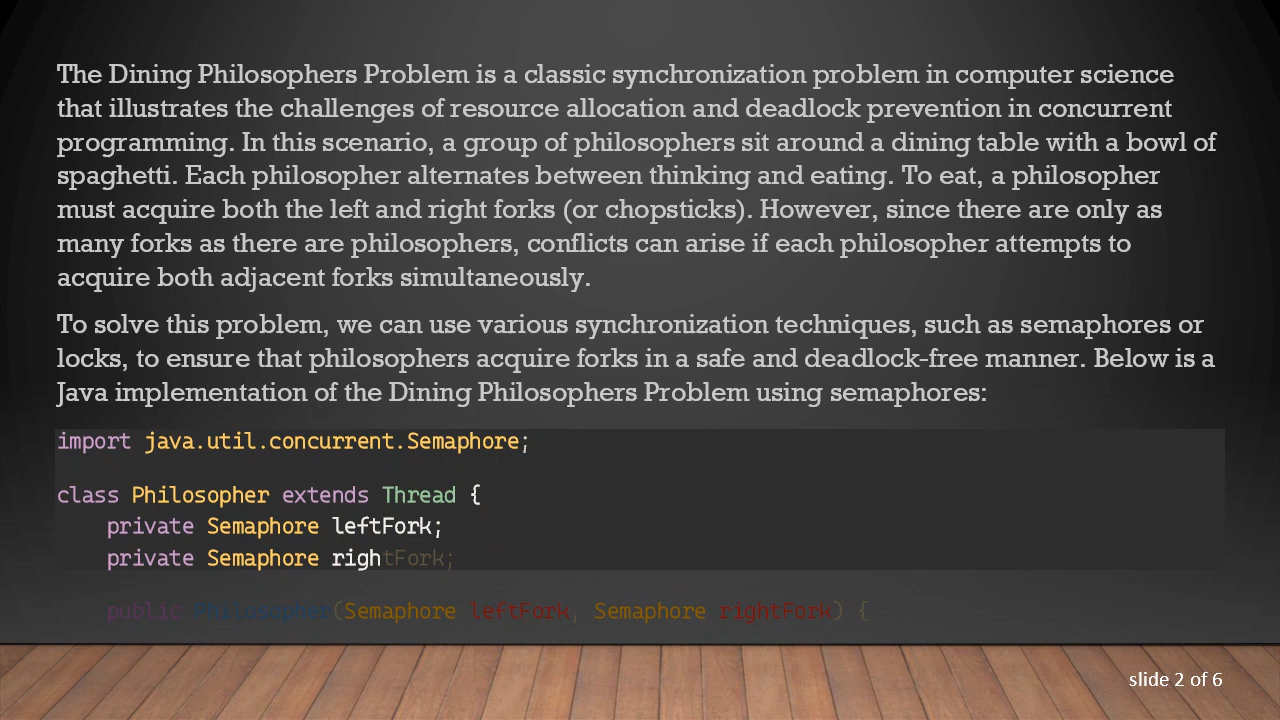 The Dining Philosophers Problem is a classic synchronization problem in computer science
that illustrates the challenges of resource allocation and deadlock prevention in concurrent
programming. In this scenario, a group of philosophers sit around a dining table with a bowl of
spaghetti. Each philosopher alternates between thinking and eating. To eat, a philosopher
must acquire both the left and right forks (or chopsticks). However, since there are only as
many forks as there are philosophers, conflicts can arise if each philosopher attempts to
acquire both adjacent forks simultaneously.
To solve this problem, we can use various synchronization techniques, such as semaphores or
locks, to ensure that philosophers acquire forks in a safe and deadlock-free manner. Below is a
Java implementation of the Dining Philosophers Problem using semaphores:
import java.util.concurrent.Semaphore;
class Philosopher extends Thread {
    private Semaphore leftFork;
    private Semaphore rightFork;
    public Philosopher(Semaphore leftFork, Semaphore rightFork) {
slide 2 of 6